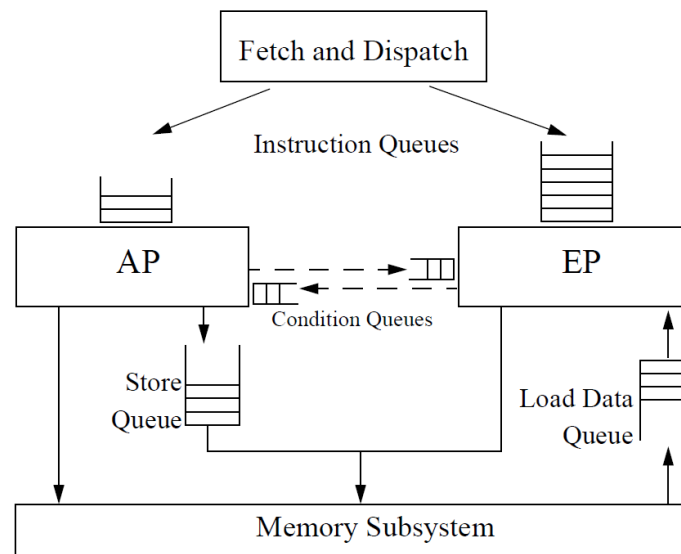 Fetch and Dispatch
Instruction Queues
AP
EP
Condition Queues
Store
Queue
Load Data
Queue
Memory Subsystem